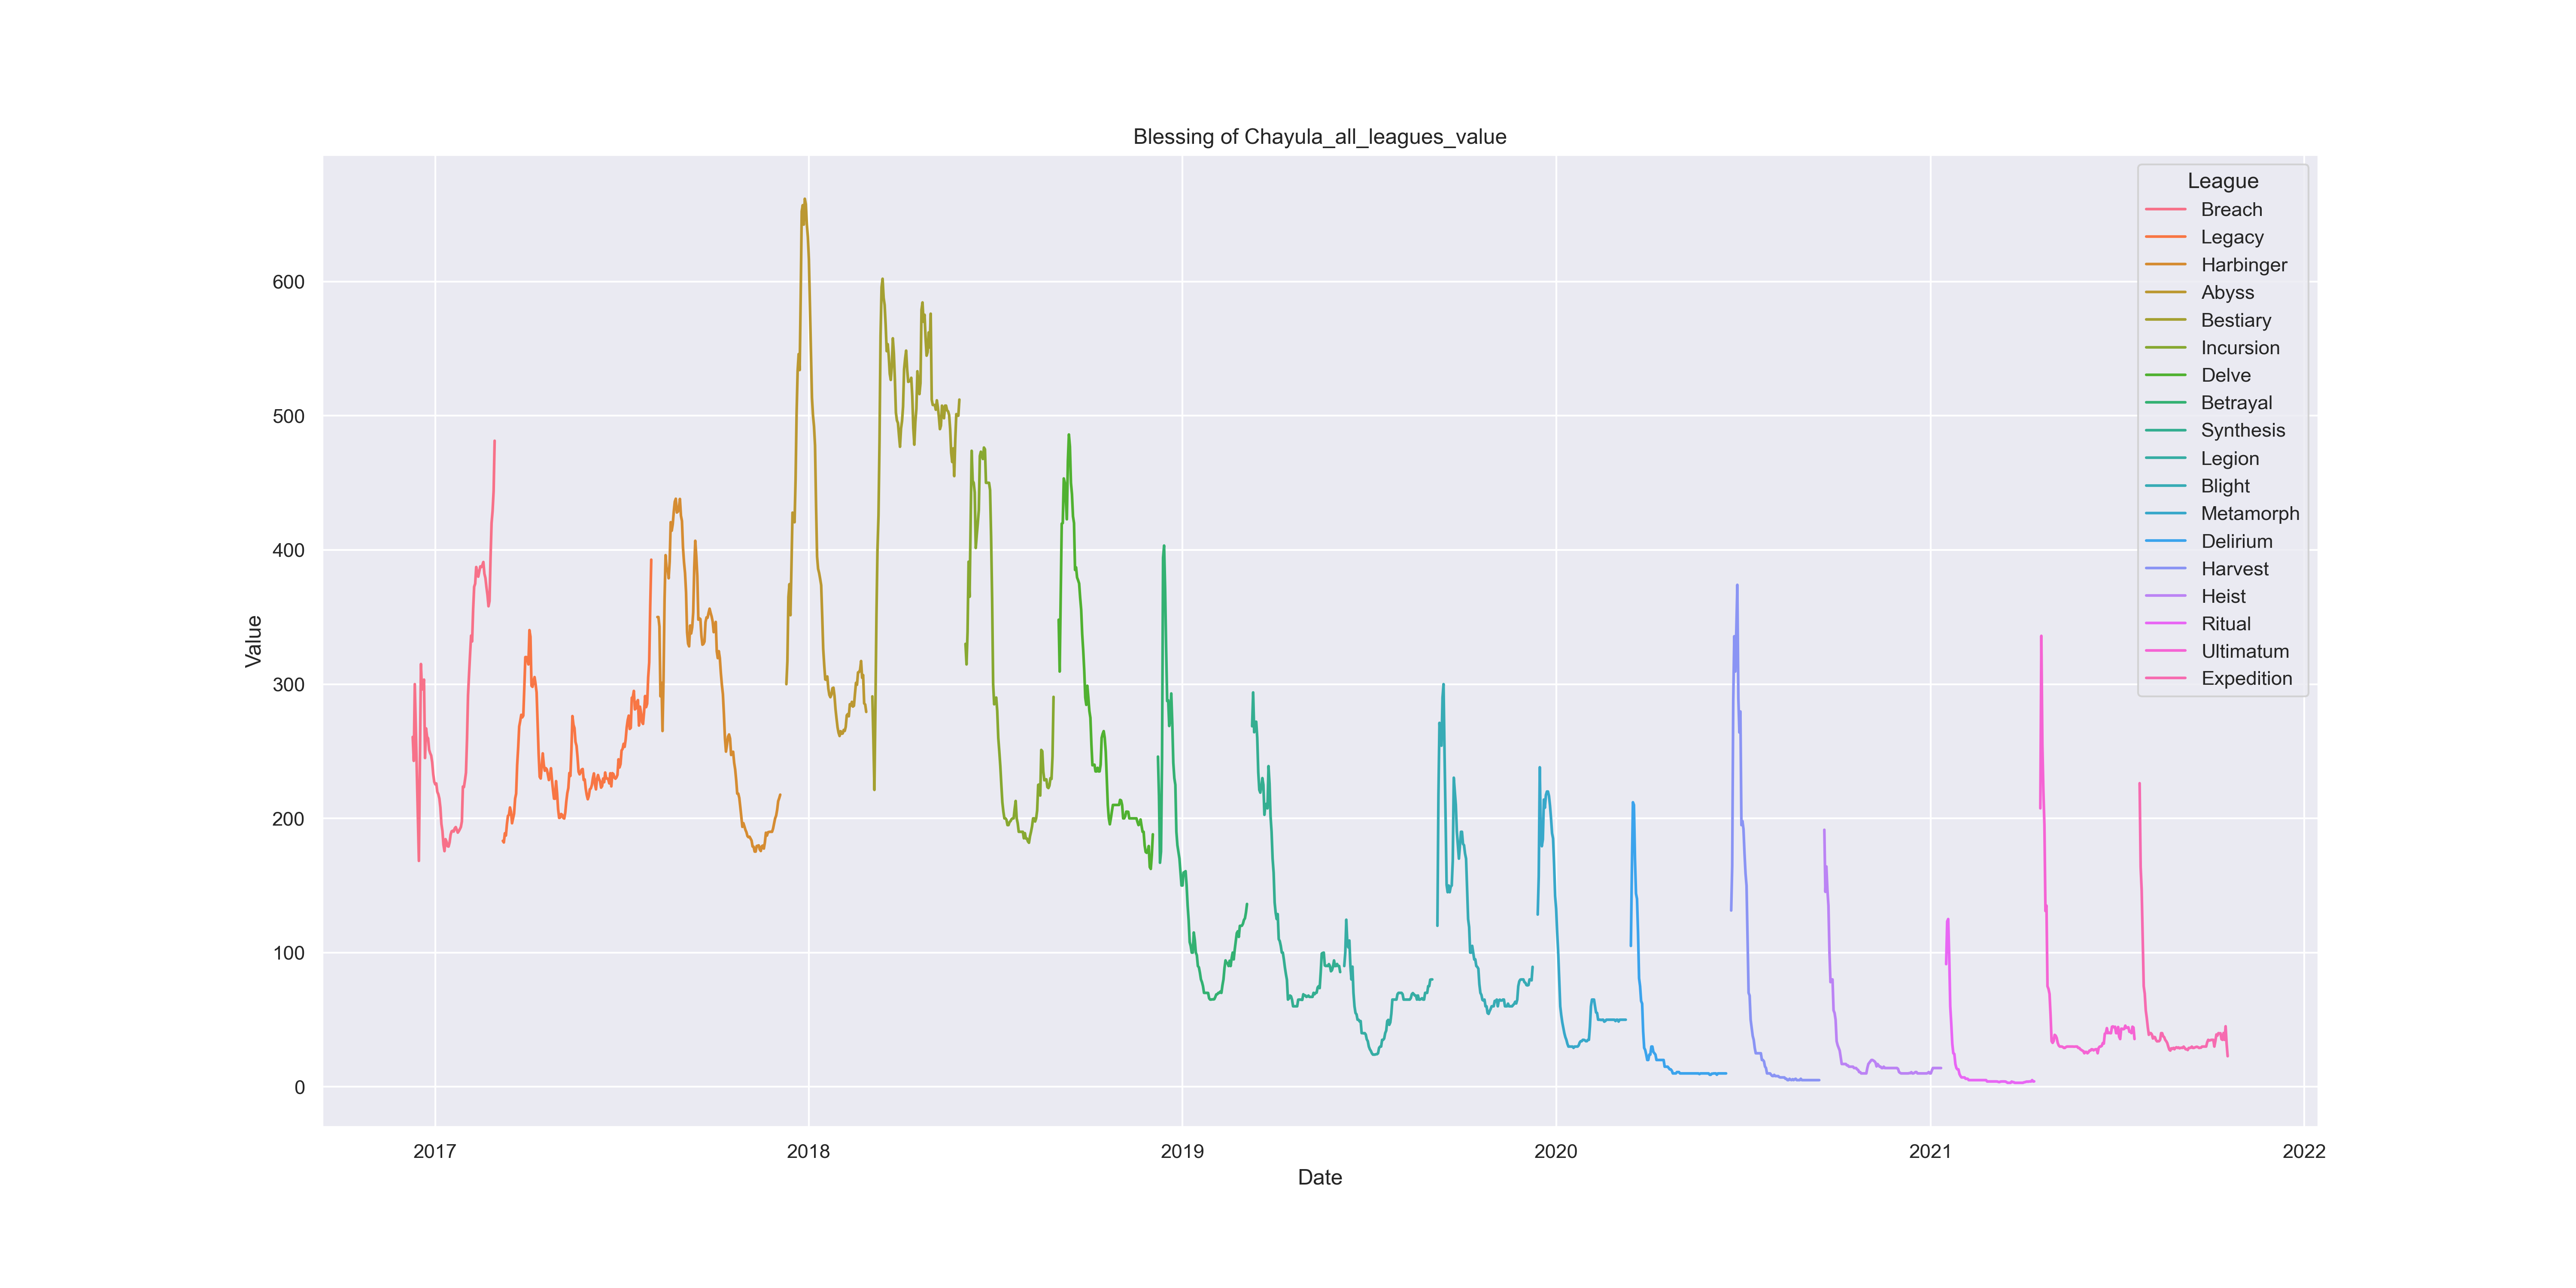 Blessing of Chayula_all_leagues_value
League
Breach
Legacy
Harbinger
Abyss
Bestiary
Incursion
Delve
Betrayal
Synthesis
Legion
Blight
Metamorph
Delirium
Harvest
Heist
Ritual
Ultimatum
Expedition
Value
600
500
400
300
200
100
0
2017 2018 2019 2020 2021 2022
Date